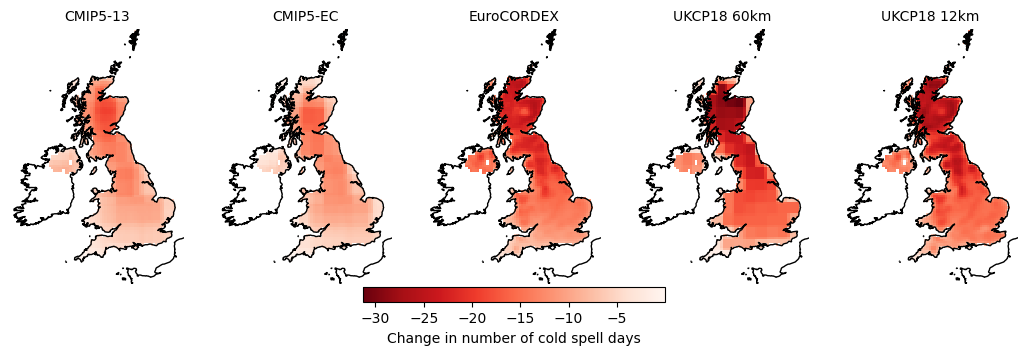 CMIP5-13 CMIP5-EC EuroCORDEX UKCP18 60km UKCP18 12km
−30 −25 −20 −15 −10 −5
Change in number of cold spell days